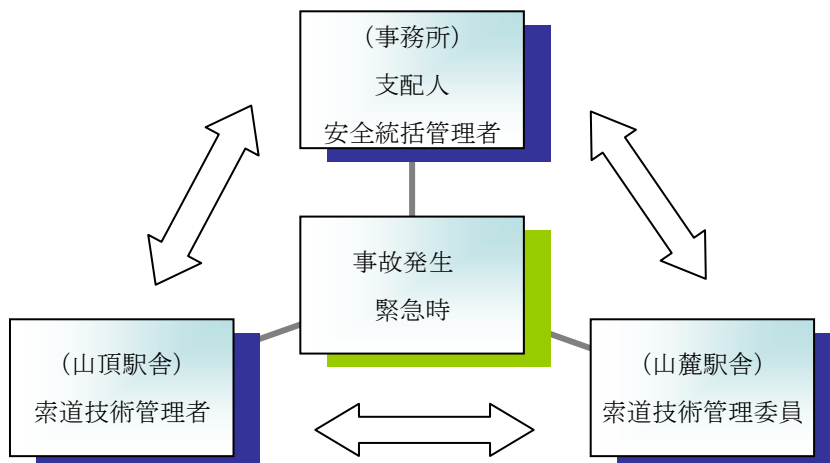 （事務所）
支配人
安全統括管理者
事故発生
緊急時
（山頂駅舎）
索道技術管理者
（山麓駅舎）
索道技術管理委員